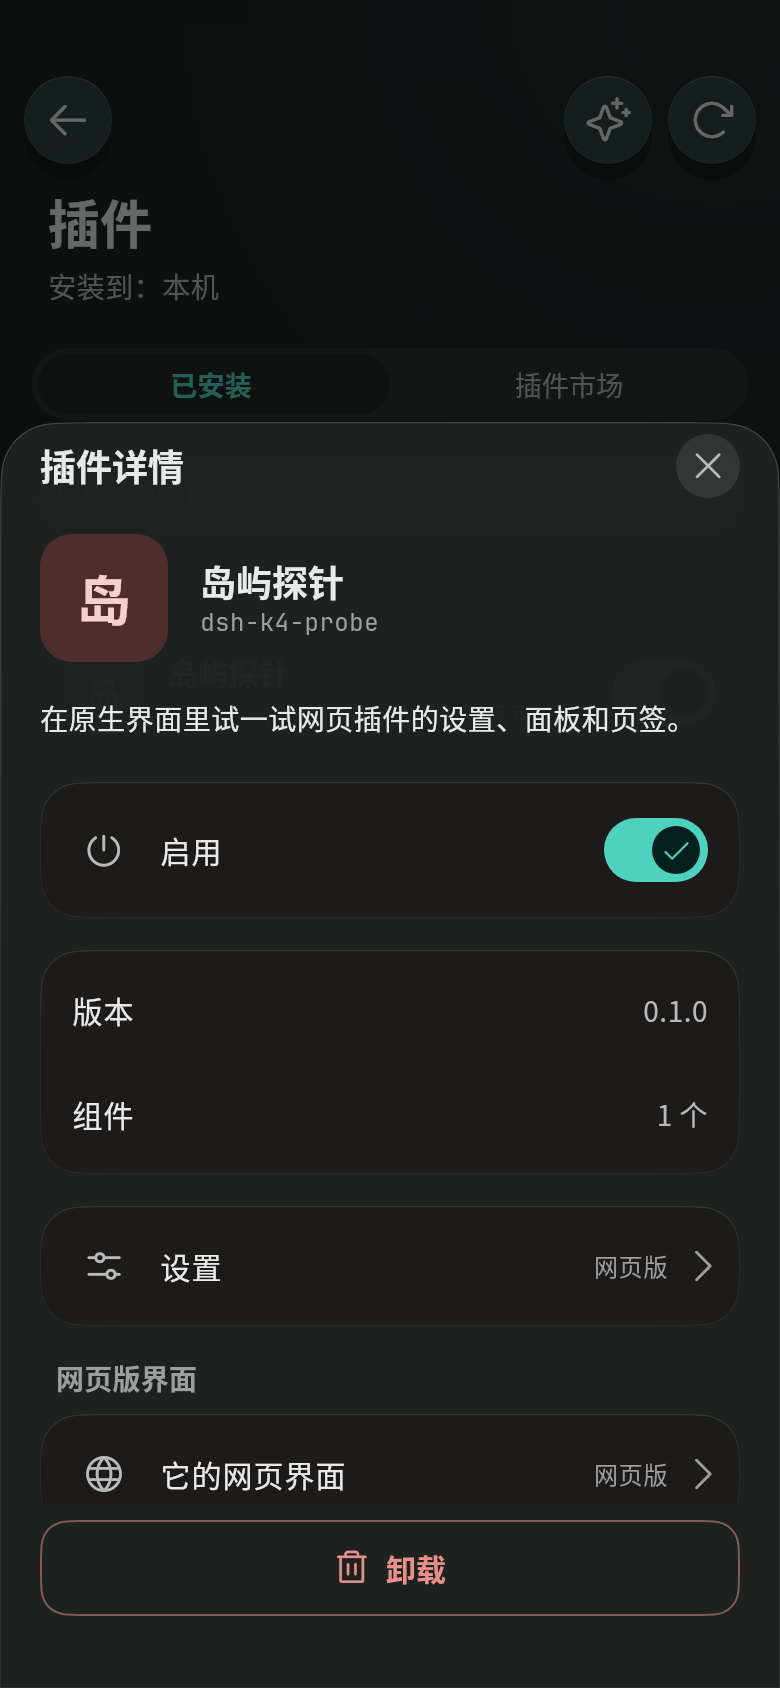 插件
安装到：本机
已安装
插件市场
插件详情
岛
岛屿探针
dsh-k4-probe
在原生界面里试一试网页插件的设置、面板和页签。
启用
版本
0.1.0
组件
1 个
设置
网页版
网页版界面
它的网页界面
网页版
卸载